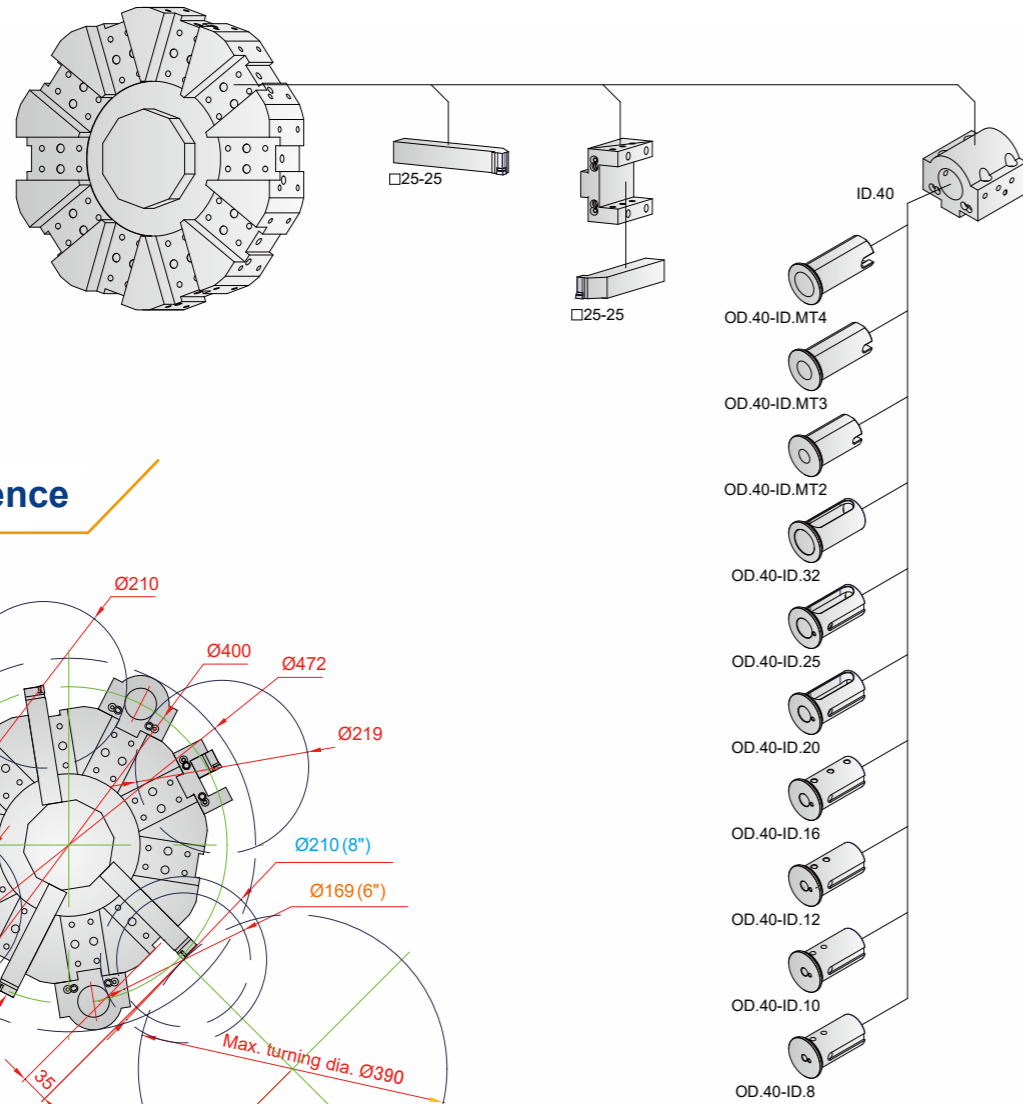 □25-25
□25-25
ID.40
OD.40-ID.MT4
OD.40-ID.MT3
OD.40-ID.MT2
OD.40-ID.32
OD.40-ID.25
OD.40-ID.20
OD.40-ID.16
OD.40-ID.12
OD.40-ID.10
OD.40-ID.8
ence
Ø210
Ø400
Ø472
Ø219
Ø210(8")
Ø169(6")
Max. turning dia. Ø390
35